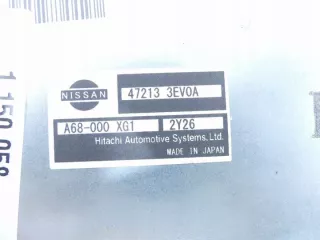 NISSAN
47213 3EV0A
A68-000 XG1 2Y26
Hitachi Automotive Systems, Ltd.
MADE IN JAPAN